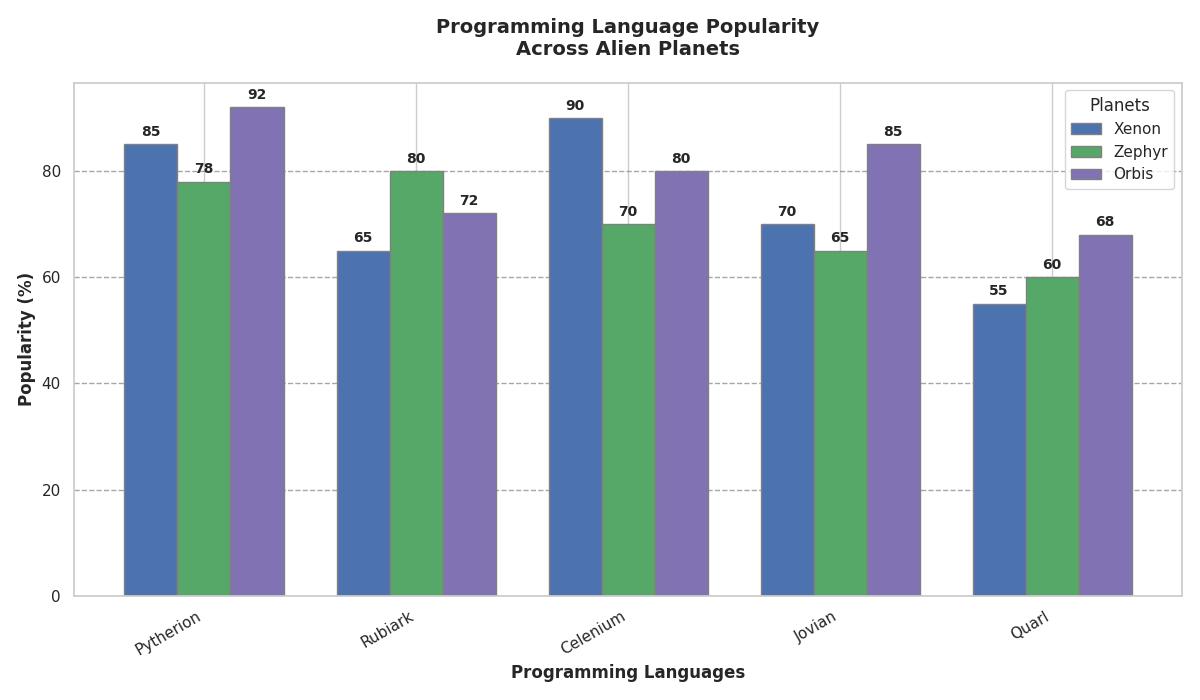 Programming Language Popularity
Across Alien Planets
Planets
Xenon
Zephyr
Orbis
Popularity (%)
80
60
40
20
0
85
78
92
65
80
72
90
70
80
70
65
85
55
60
68
Pytherion
Rubiark
Celenium
Jovian
Quarl
Programming Languages